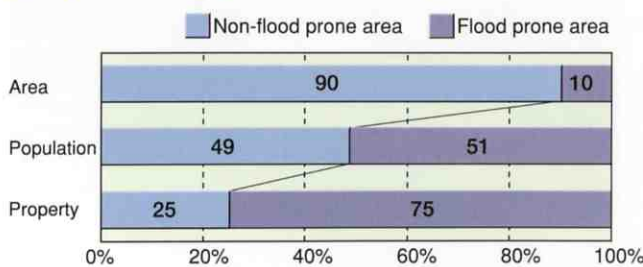 Non-flood prone area Flood prone area
Area 90 10
Population 49 51
Property 25 75
0% 20% 40% 60% 80% 100%